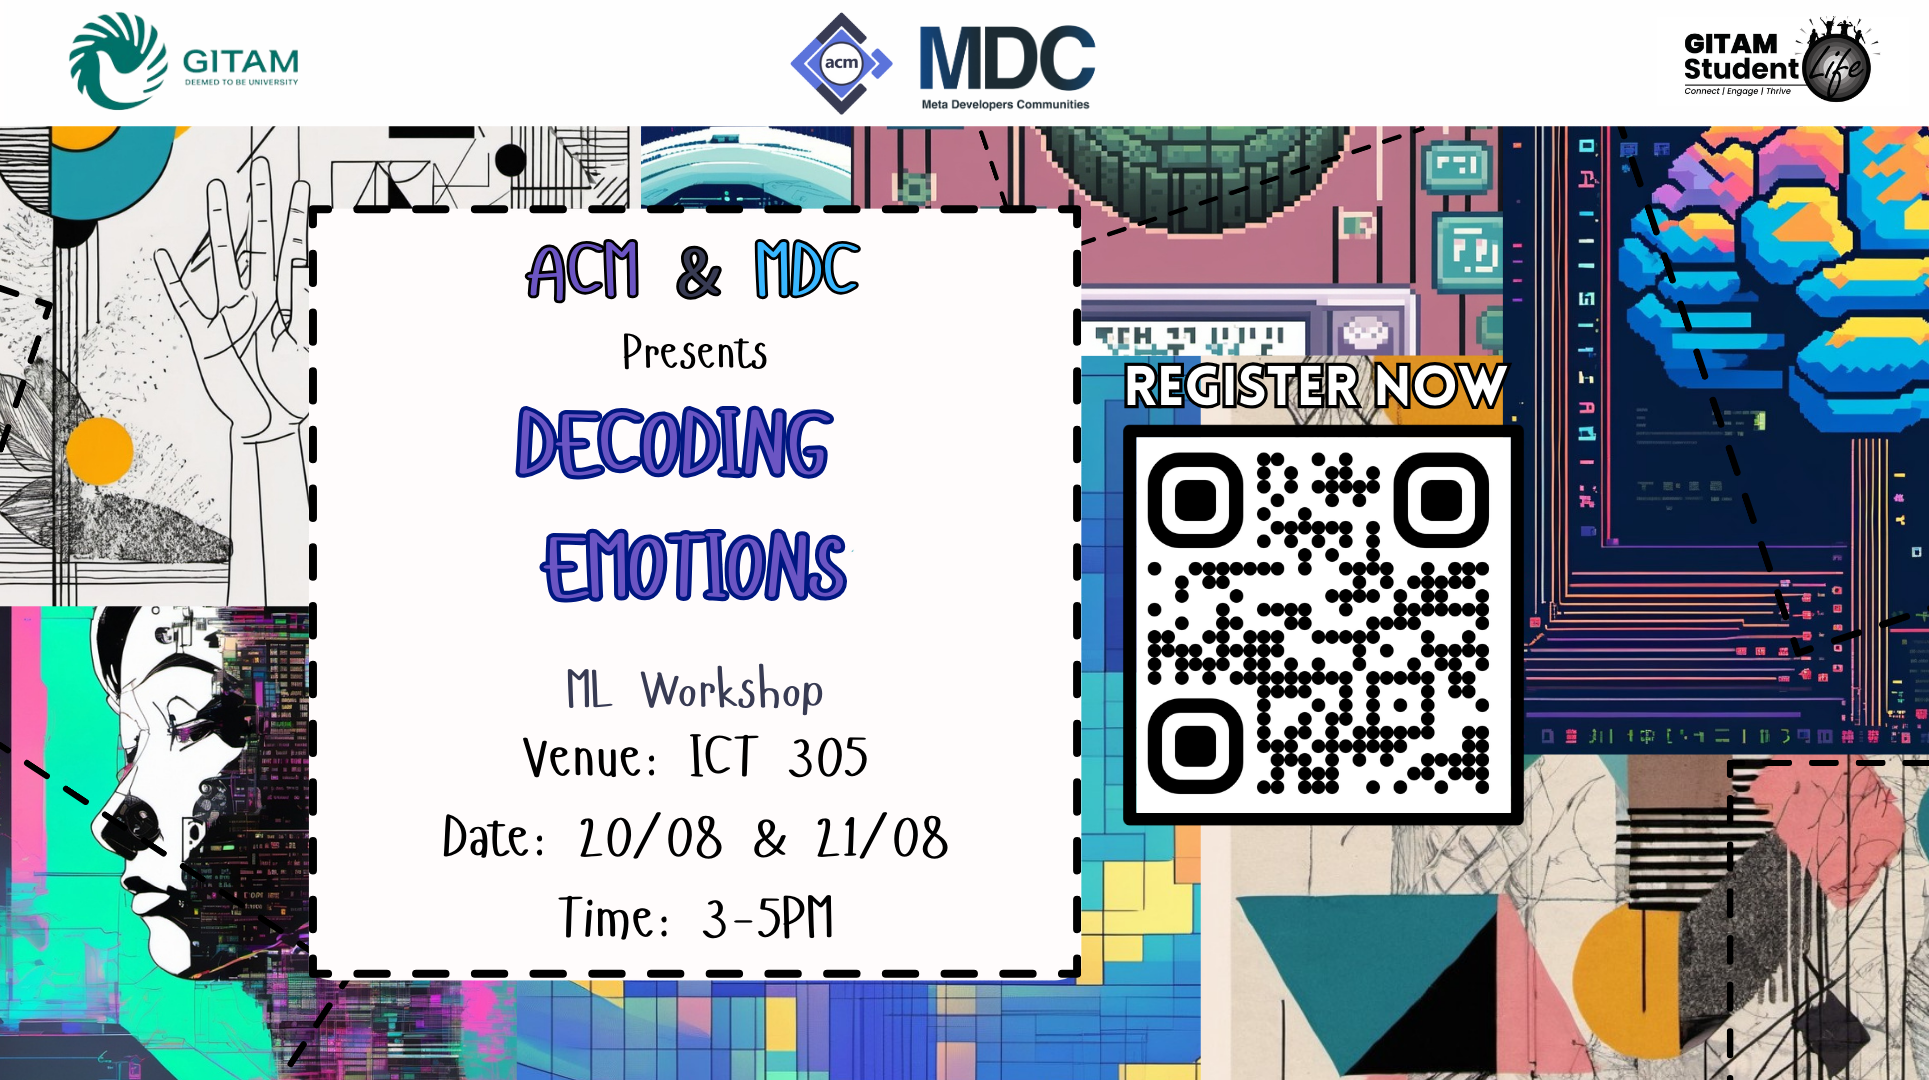 GITAM
DEEMED TO BE UNIVERSITY
acm
MDC
Meta Developers Communities
GITAM
Student Life
Connect | Engage | Thrive
ACM & MDC
Presents
DECODING
EMOTIONS
ML Workshop
Venue: ICT 305
Date: 20/08 & 21/08
Time: 3-5PM
REGISTER NOW